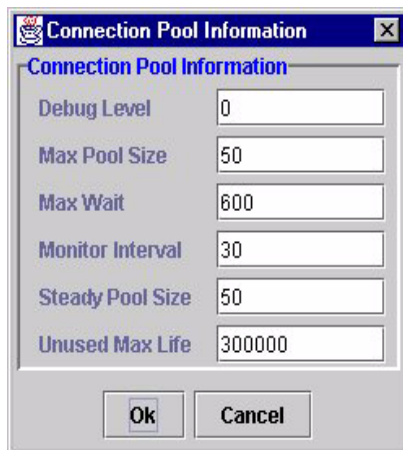 Connection Pool Information
Connection Pool Information
Debug Level 0
Max Pool Size 50
Max Wait 600
Monitor Interval 30
Steady Pool Size 50
Unused Max Life 300000
Ok Cancel